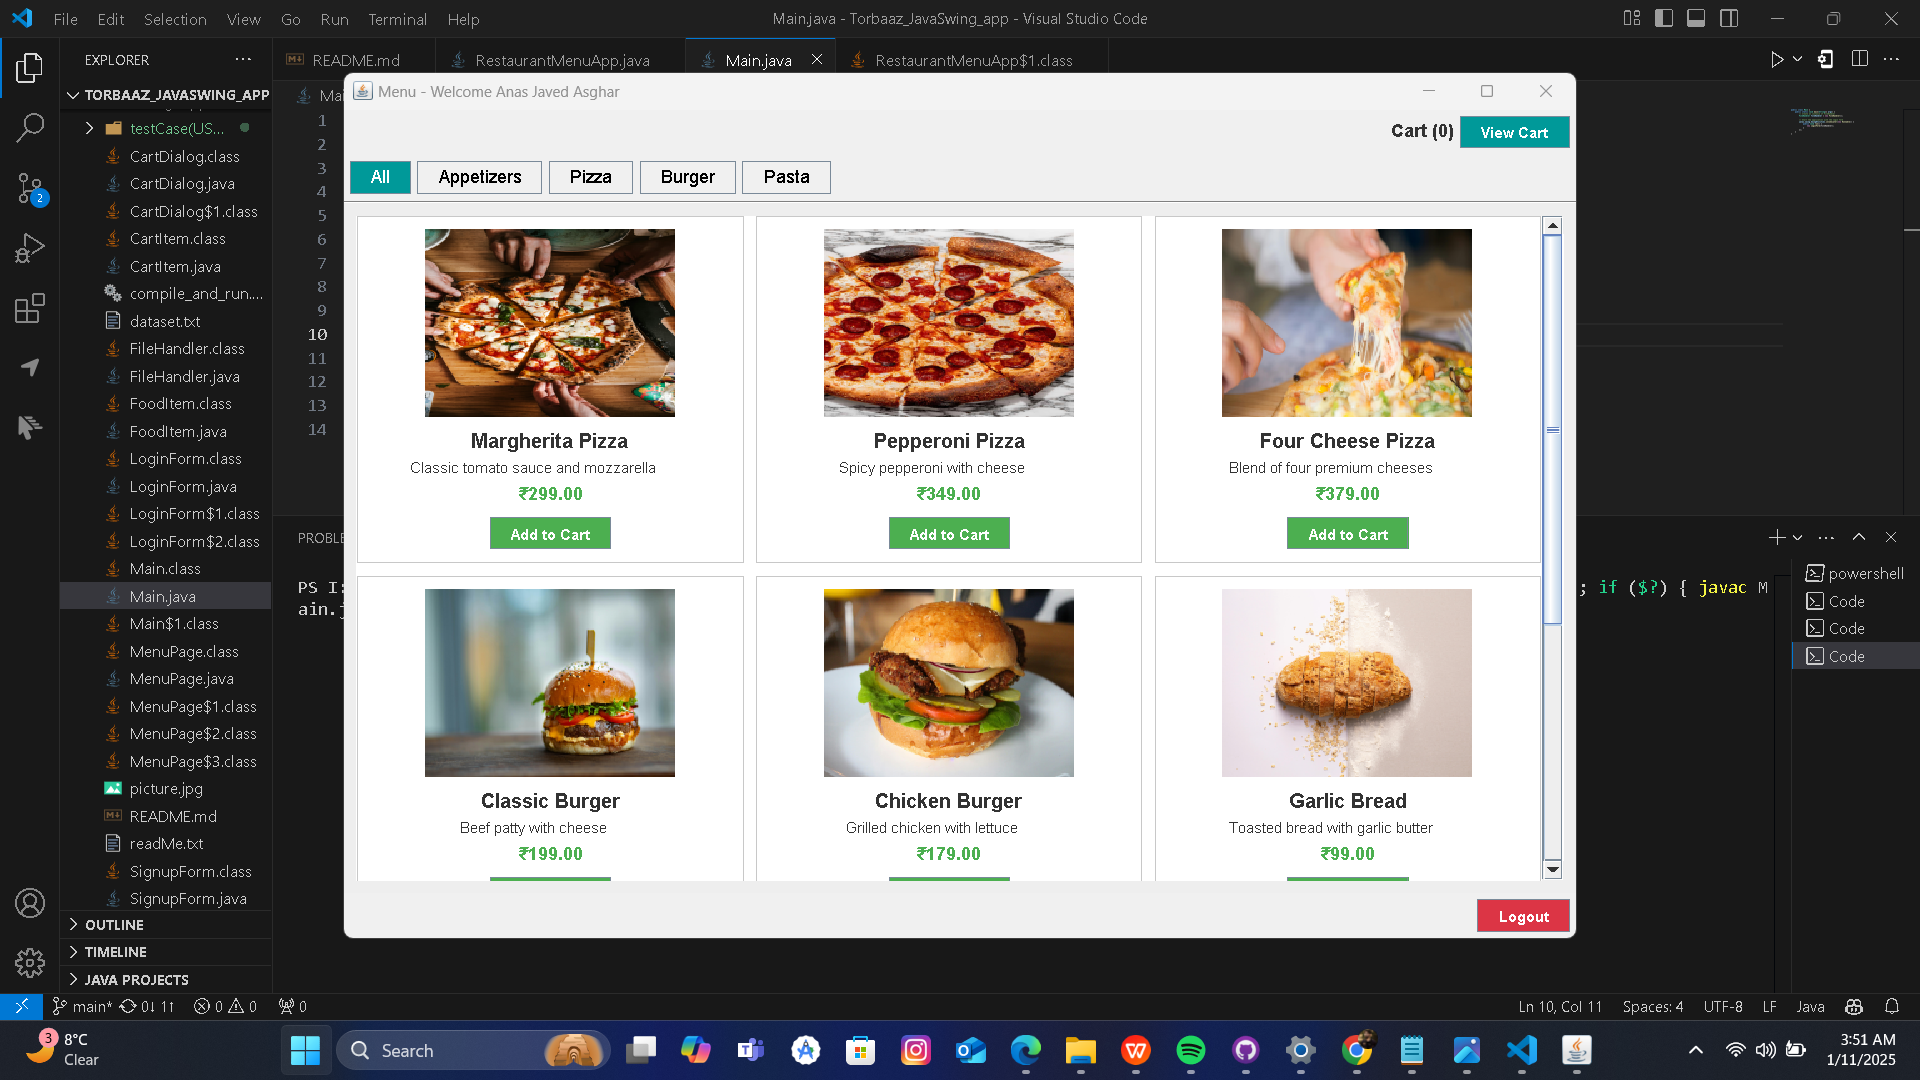 File Edit Selection View Go Run Terminal Help
Main.java - Torbaaz_JavaSwing_app - Visual Studio Code
EXPLORER
README.md
RestaurantMenuApp.java
Main.java
RestaurantMenuApp$1.class
TORBAAZ_JAVASWING_APP
testCase(US...
CartDialog.class
CartDialog.java
CartDialog$1.class
CartItem.class
CartItem.java
compile_and_run....
dataset.txt
FileHandler.class
FileHandler.java
FoodItem.class
FoodItem.java
LoginForm.class
LoginForm.java
LoginForm$1.class
LoginForm$2.class
Main.class
Main.java
Main$1.class
MenuPage.class
MenuPage.java
MenuPage$1.class
MenuPage$2.class
MenuPage$3.class
picture.jpg
README.md
readMe.txt
SignupForm.class
SignupForm.java
OUTLINE
TIMELINE
JAVA PROJECTS
2
Mai
1
2
3
4
5
6
7
8
9
10
11
12
13
14
Menu - Welcome Anas Javed Asghar
Cart (0) View Cart
All Appetizers Pizza Burger Pasta
Margherita Pizza
Classic tomato sauce and mozzarella
₹299.00
Add to Cart
Pepperoni Pizza
Spicy pepperoni with cheese
₹349.00
Add to Cart
Four Cheese Pizza
Blend of four premium cheeses
₹379.00
Add to Cart
Classic Burger
Beef patty with cheese
₹199.00
Chicken Burger
Grilled chicken with lettuce
₹179.00
Garlic Bread
Toasted bread with garlic butter
₹99.00
Logout
PROBLE
PS I: ; if ($?) { javac M
ain.j
powershell
Code
Code
Code
main* 0↓ 1↑ 0 0 0
Ln 10, Col 11 Spaces: 4 UTF-8 LF Java
3
8°C
Clear
Search
3:51 AM
1/11/2025